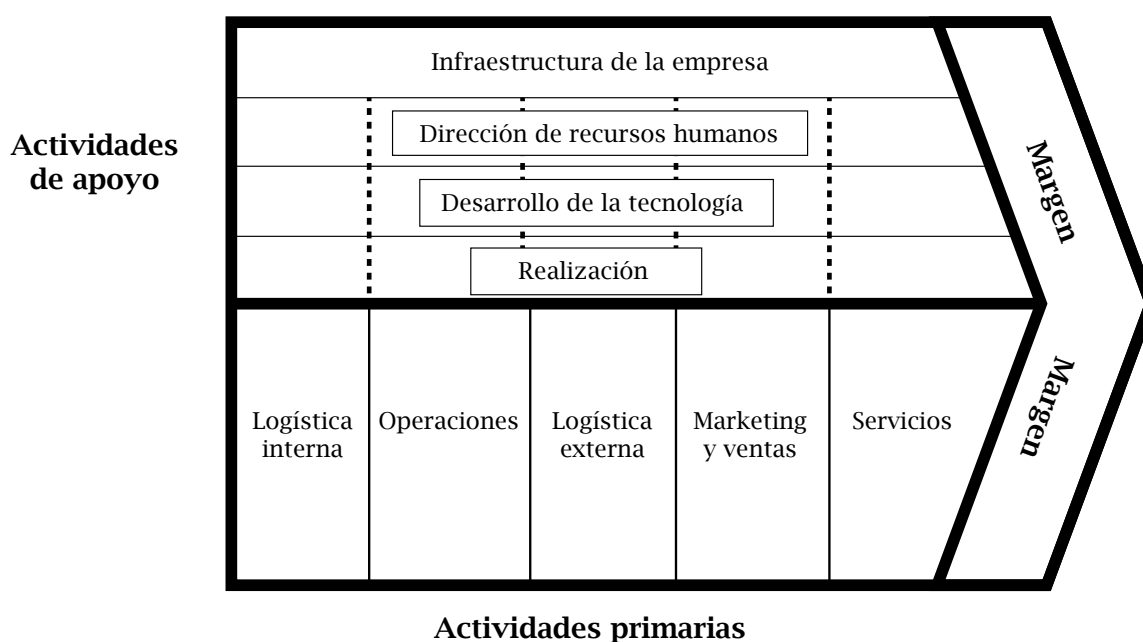 Infraestructura de la empresa
Actividades
de apoyo
Dirección de recursos humanos
Desarrollo de la tecnología
Realización
Margen
Margen
Logística
interna
Operaciones
Logística
externa
Marketing
y ventas
Servicios
Actividades primarias